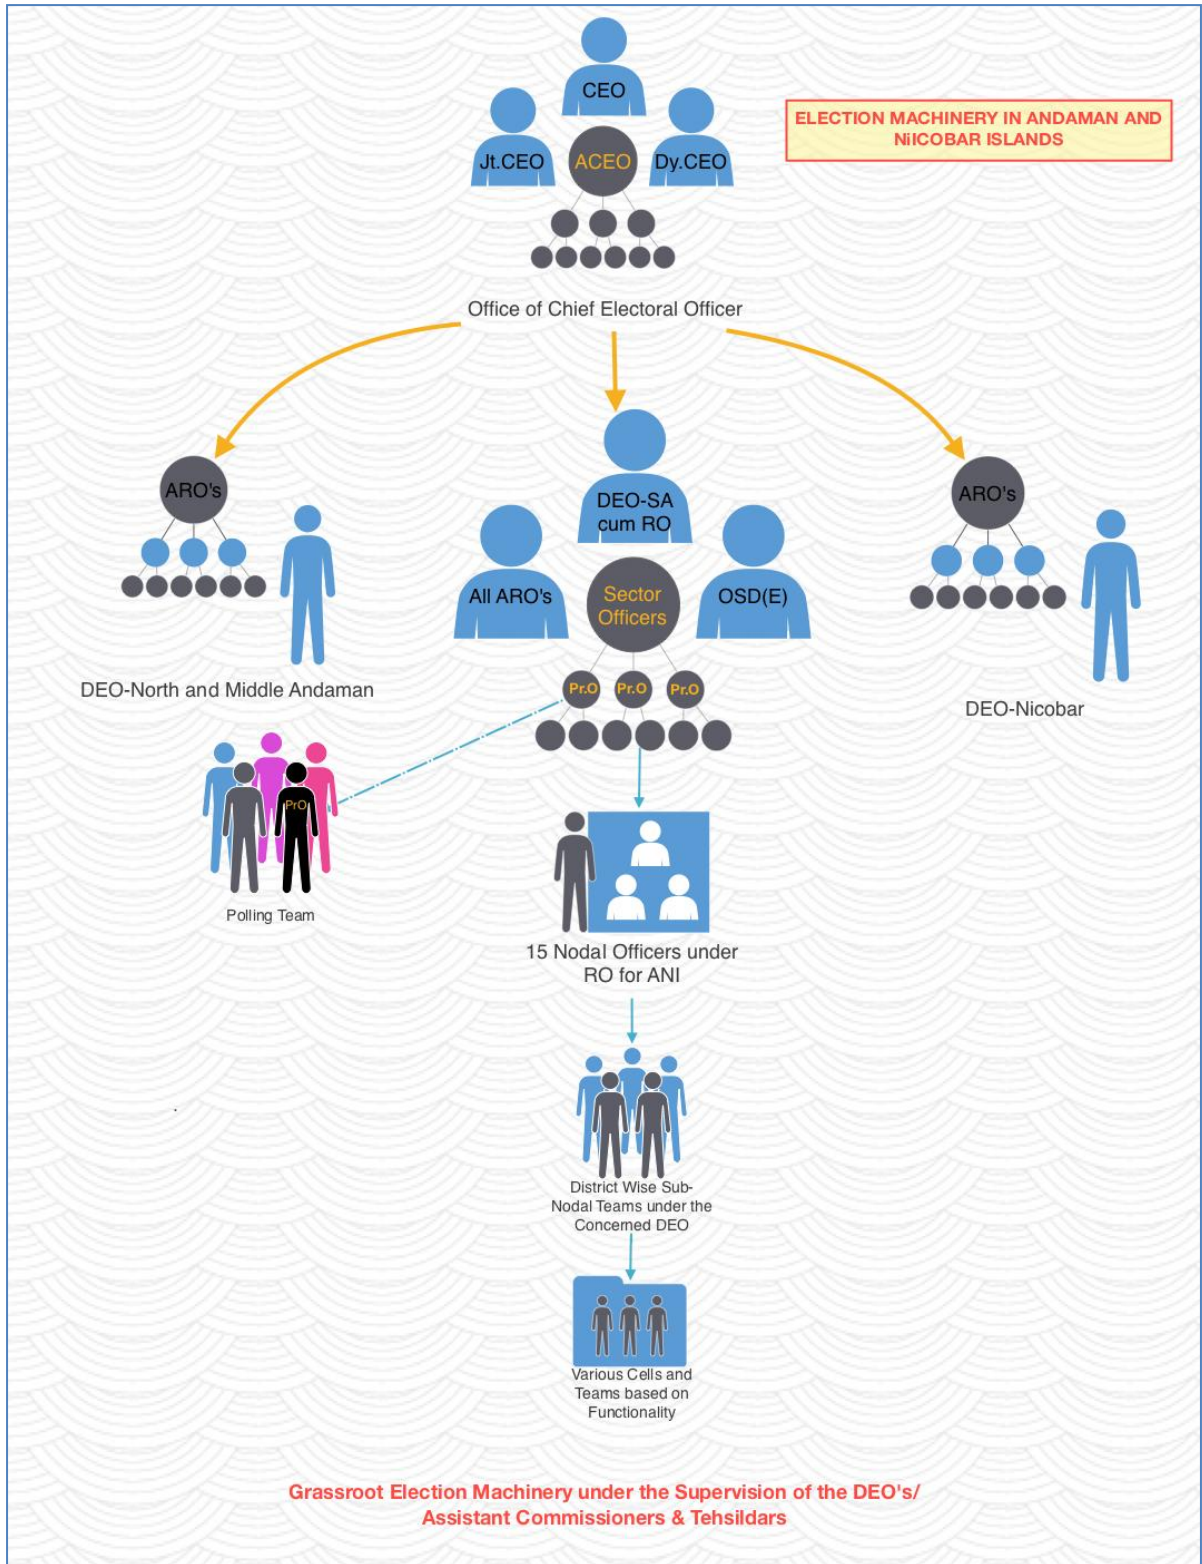 CEO
Jt.CEO
ACEO
Dy.CEO
ELECTION MACHINERY IN ANDAMAN AND
NiICOBAR ISLANDS
Office of Chief Electoral Officer
ARO's
DEO-SA
cum RO
ARO's
All ARO's
Sector
Officers
OSD(E)
DEO-North and Middle Andaman
Pr.O
Pr.O
Pr.O
DEO-Nicobar
PrO
Polling Team
15 Nodal Officers under
RO for ANI
District Wise Sub-
Nodal Teams under the
Concerned DEO
Various Cells and
Teams based on
Functionality
Grassroot Election Machinery under the Supervision of the DEO's/
Assistant Commissioners & Tehsildars